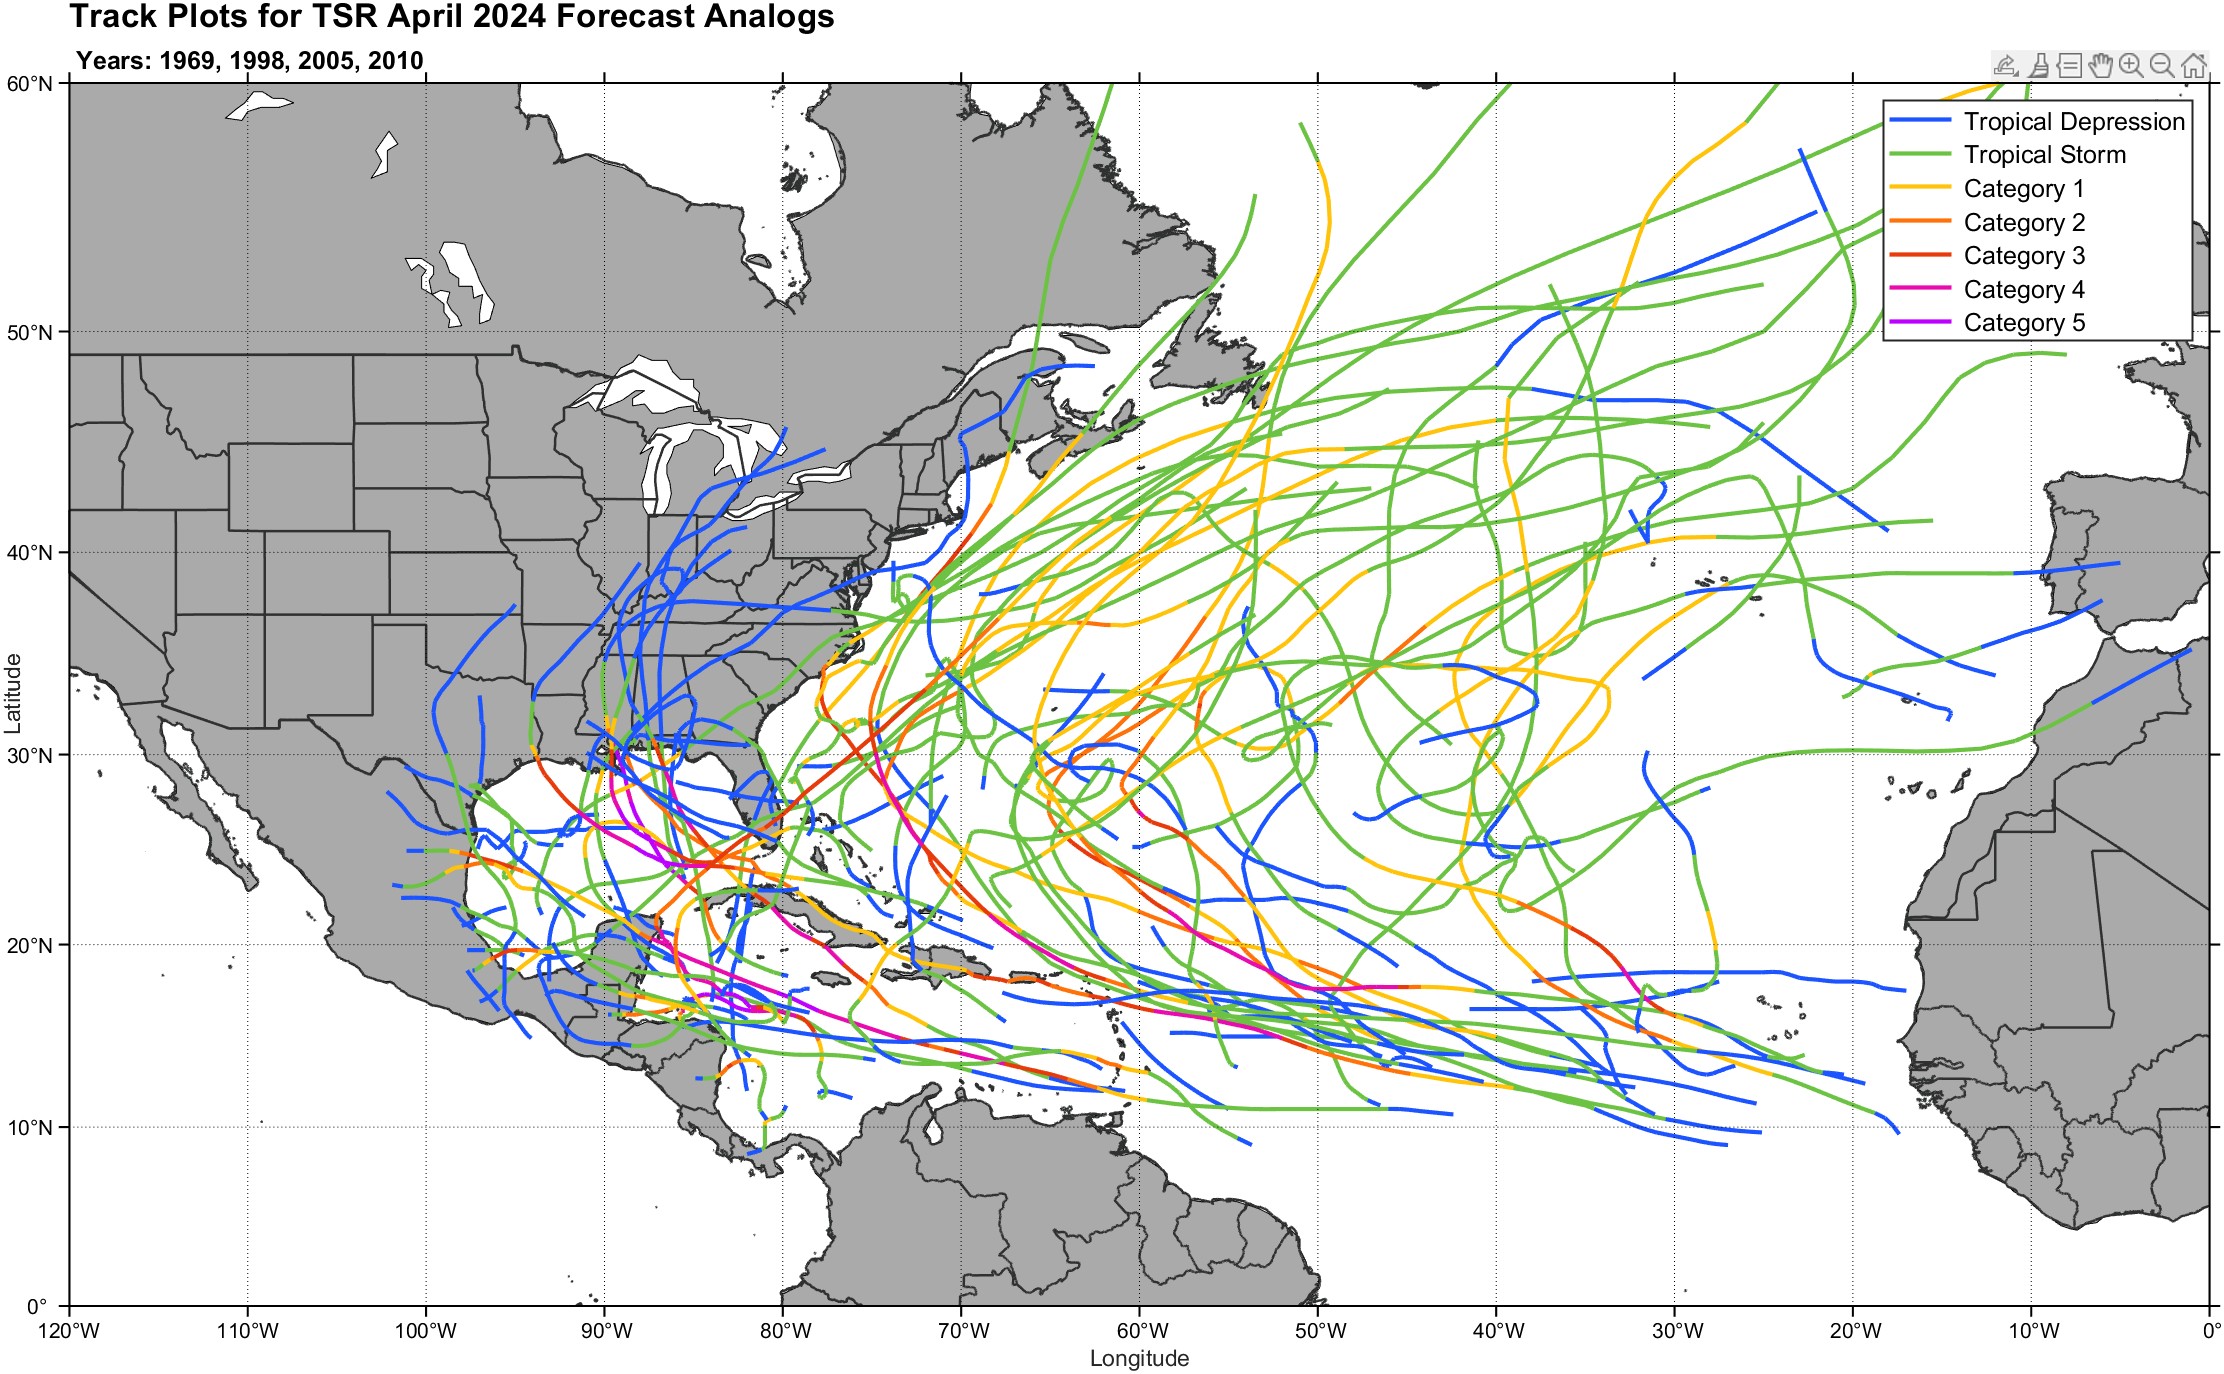 Track Plots for TSR April 2024 Forecast Analogs
Years: 1969, 1998, 2005, 2010
60°N
50°N
40°N
30°N
20°N
10°N
0°
Latitude
Tropical Depression
Tropical Storm
Category 1
Category 2
Category 3
Category 4
Category 5
120°W 110°W 100°W 90°W 80°W 70°W 60°W 50°W 40°W 30°W 20°W 10°W 0°
Longitude